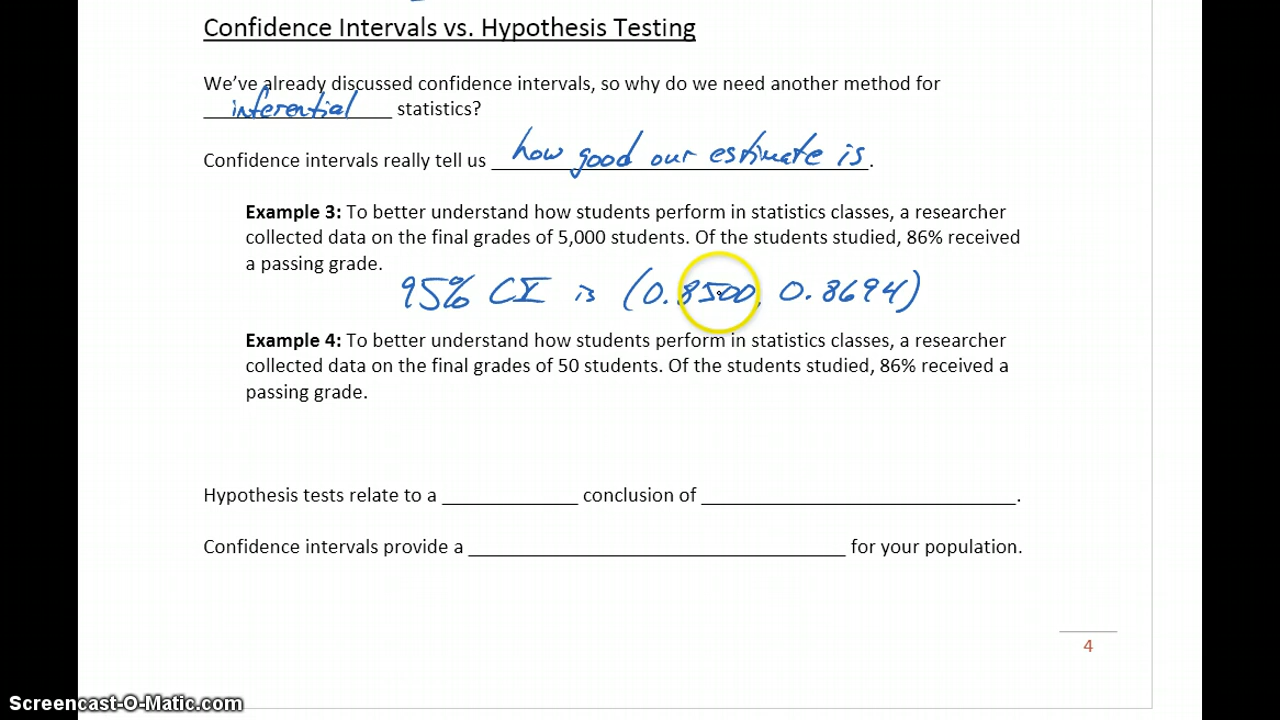 Confidence Intervals vs. Hypothesis Testing
We've already discussed confidence intervals, so why do we need another method for
inferential statistics?
Confidence intervals really tell us how good our estimate is.
Example 3: To better understand how students perform in statistics classes, a researcher
collected data on the final grades of 5,000 students. Of the students studied, 86% received
a passing grade.
95% CI is (0.8500, 0.8694)
Example 4: To better understand how students perform in statistics classes, a researcher
collected data on the final grades of 50 students. Of the students studied, 86% received a
passing grade.
Hypothesis tests relate to a ____________ conclusion of ____________________________.
Confidence intervals provide a __________________________________ for your population.
4
Screencast-O-Matic.com